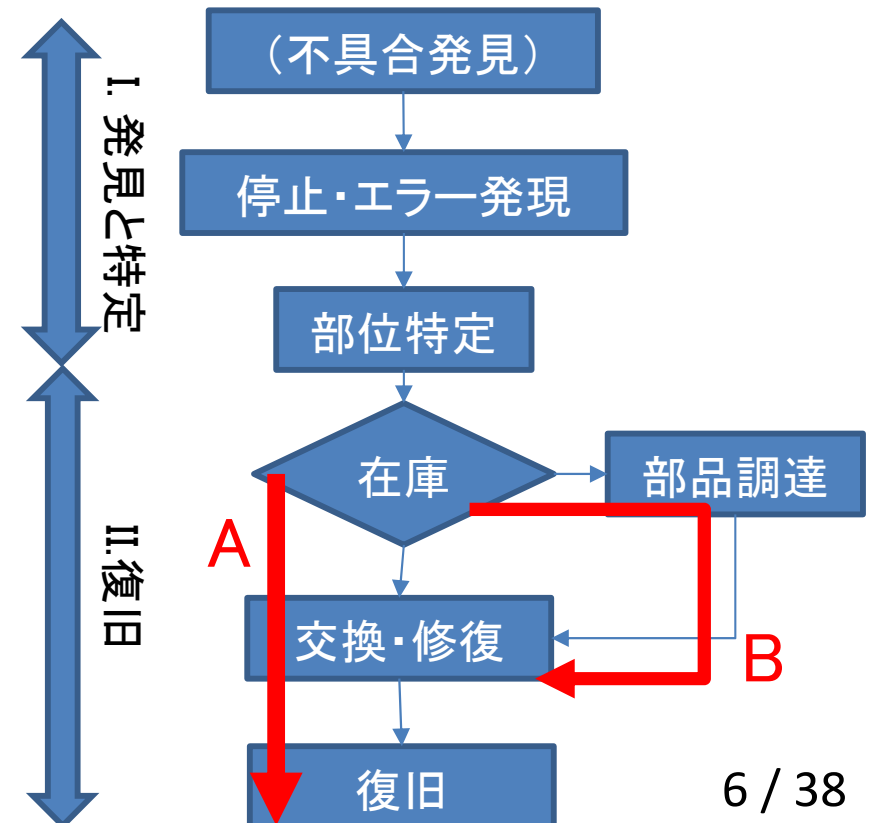 (不具合発見)
I. 発見と特定
停止・エラー発現
部位特定
在庫
部品調達
A
II.復旧
交換・修復
B
復旧
6 / 38